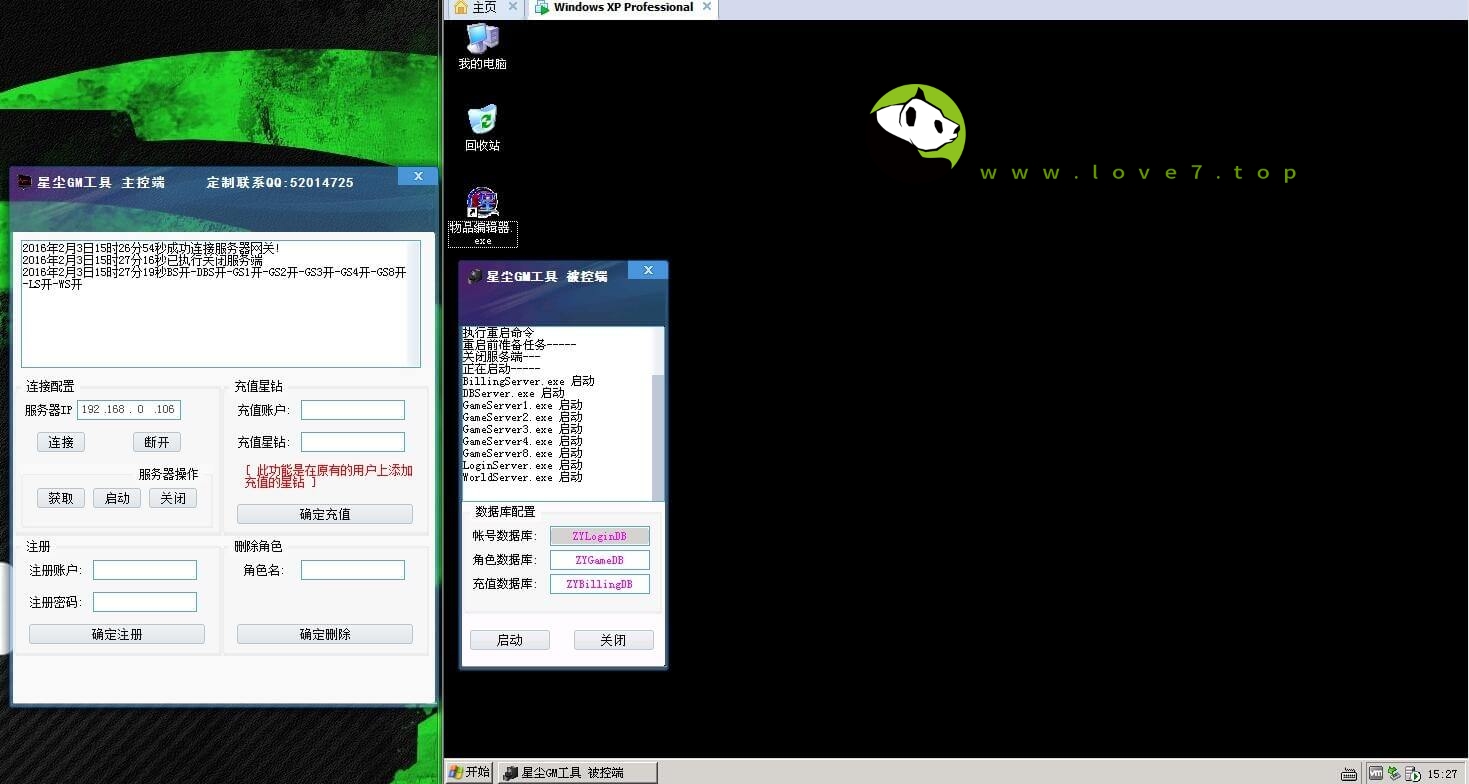 主页
Windows XP Professional
我的电脑
回收站
物品编辑器.
exe
www.love7.top
星尘GM工具 主控端
定制联系QQ:52014725
2016年2月3日15时26分54秒成功连接服务器网关!
2016年2月3日15时27分16秒已执行关闭服务端
2016年2月3日15时27分19秒BS开-DBS开-GS1开-GS2开-GS3开-GS4开-GS8开
-LS开-WS开
连接配置
服务器IP 192 .168 . 0 .106
连接 断开
服务器操作
获取 启动 关闭
充值星钻
充值账户:
充值星钻:
[ 此功能是在原有的用户上添加
充值的星钻 ]
确定充值
注册
注册账户:
注册密码:
确定注册
删除角色
角色名:
确定删除
星尘GM工具 被控端
执行重启命令
重启前准备任务-----
关闭服务端---
正在启动-----
BillingServer.exe 启动
DBServer.exe 启动
GameServer1.exe 启动
GameServer2.exe 启动
GameServer3.exe 启动
GameServer4.exe 启动
GameServer8.exe 启动
LoginServer.exe 启动
WorldServer.exe 启动
数据库配置
帐号数据库: ZYLoginDB
角色数据库: ZYGameDB
充值数据库: ZYBillingDB
启动 关闭
开始
星尘GM工具 被控端
15:27